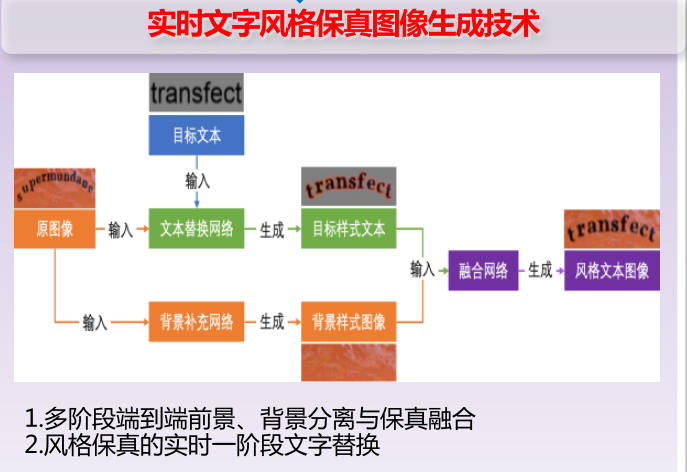 实时文字风格保真图像生成技术
transfect
目标文本
输入
supermundane
transfect
transfect
原图像
输入
文本替换网络
生成
目标样式文本
输入
融合网络
生成
风格文本图像
输入
背景补充网络
生成
背景样式图像
1.多阶段端到端前景、背景分离与保真融合
2.风格保真的实时一阶段文字替换